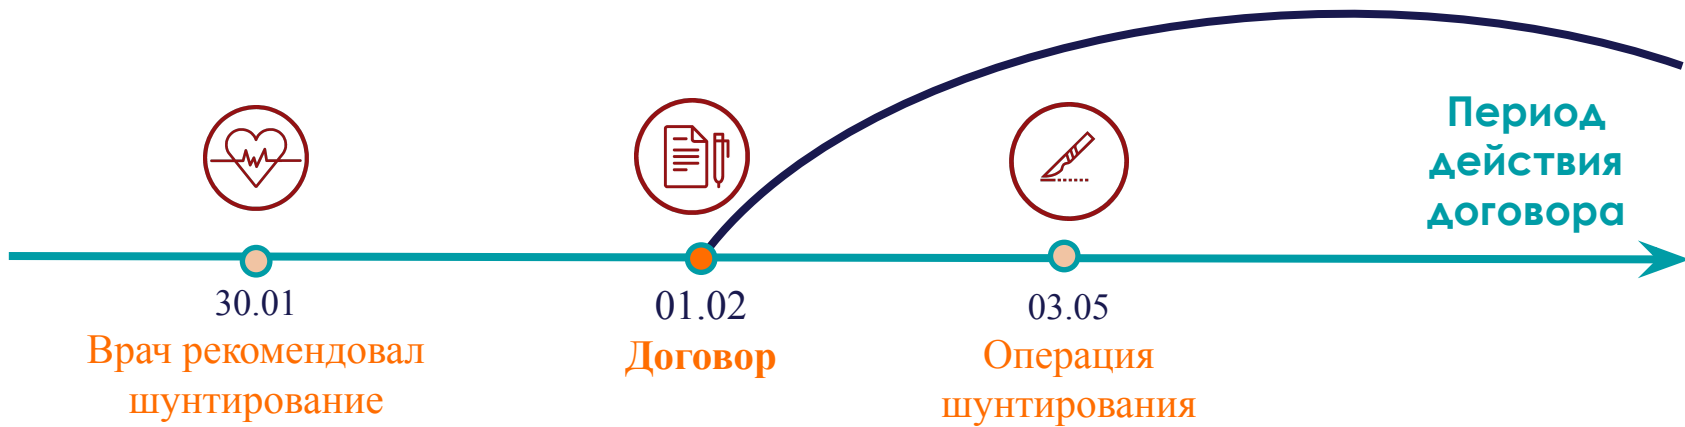 Период
действия
договора
30.01
Врач рекомендовал
шунтирование
01.02
Договор
03.05
Операция
шунтирования